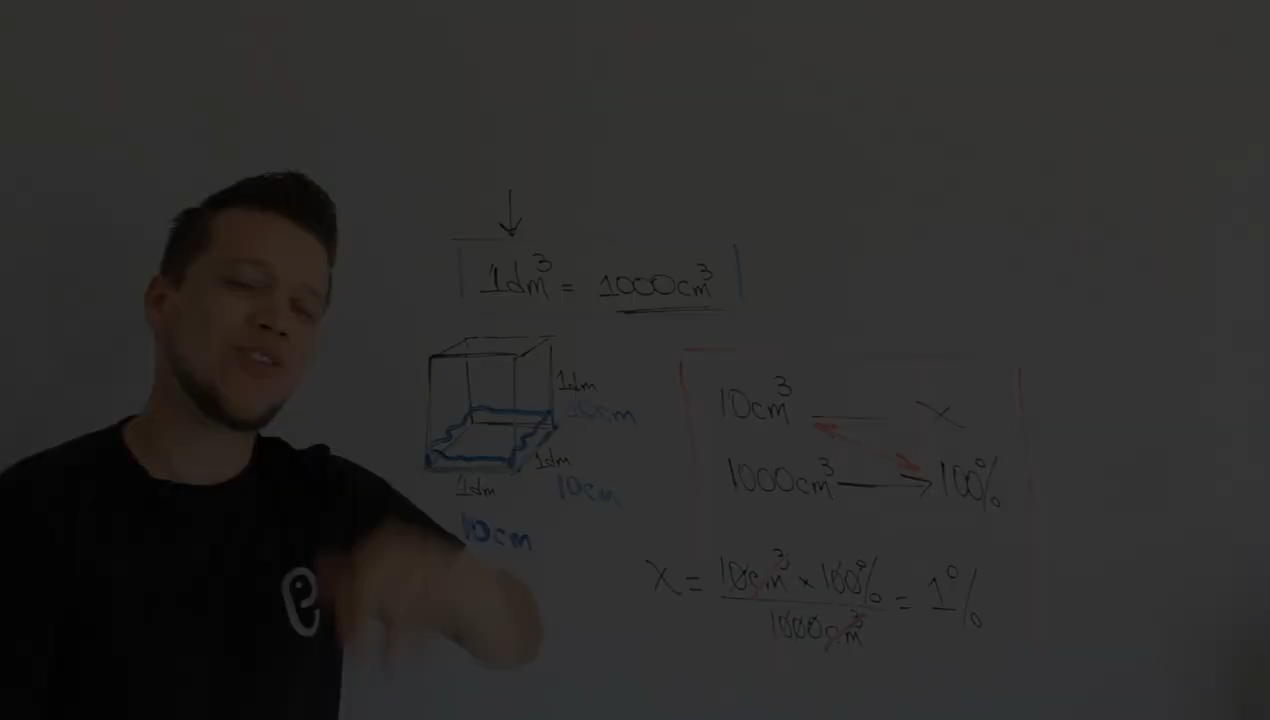 1dm³ = 1000cm³
1dm
10cm
1dm
10cm
1dm
10cm
10cm³ x
1000cm³ → 100%
x = 10cm³ x 100% / 1000cm³ = 1%